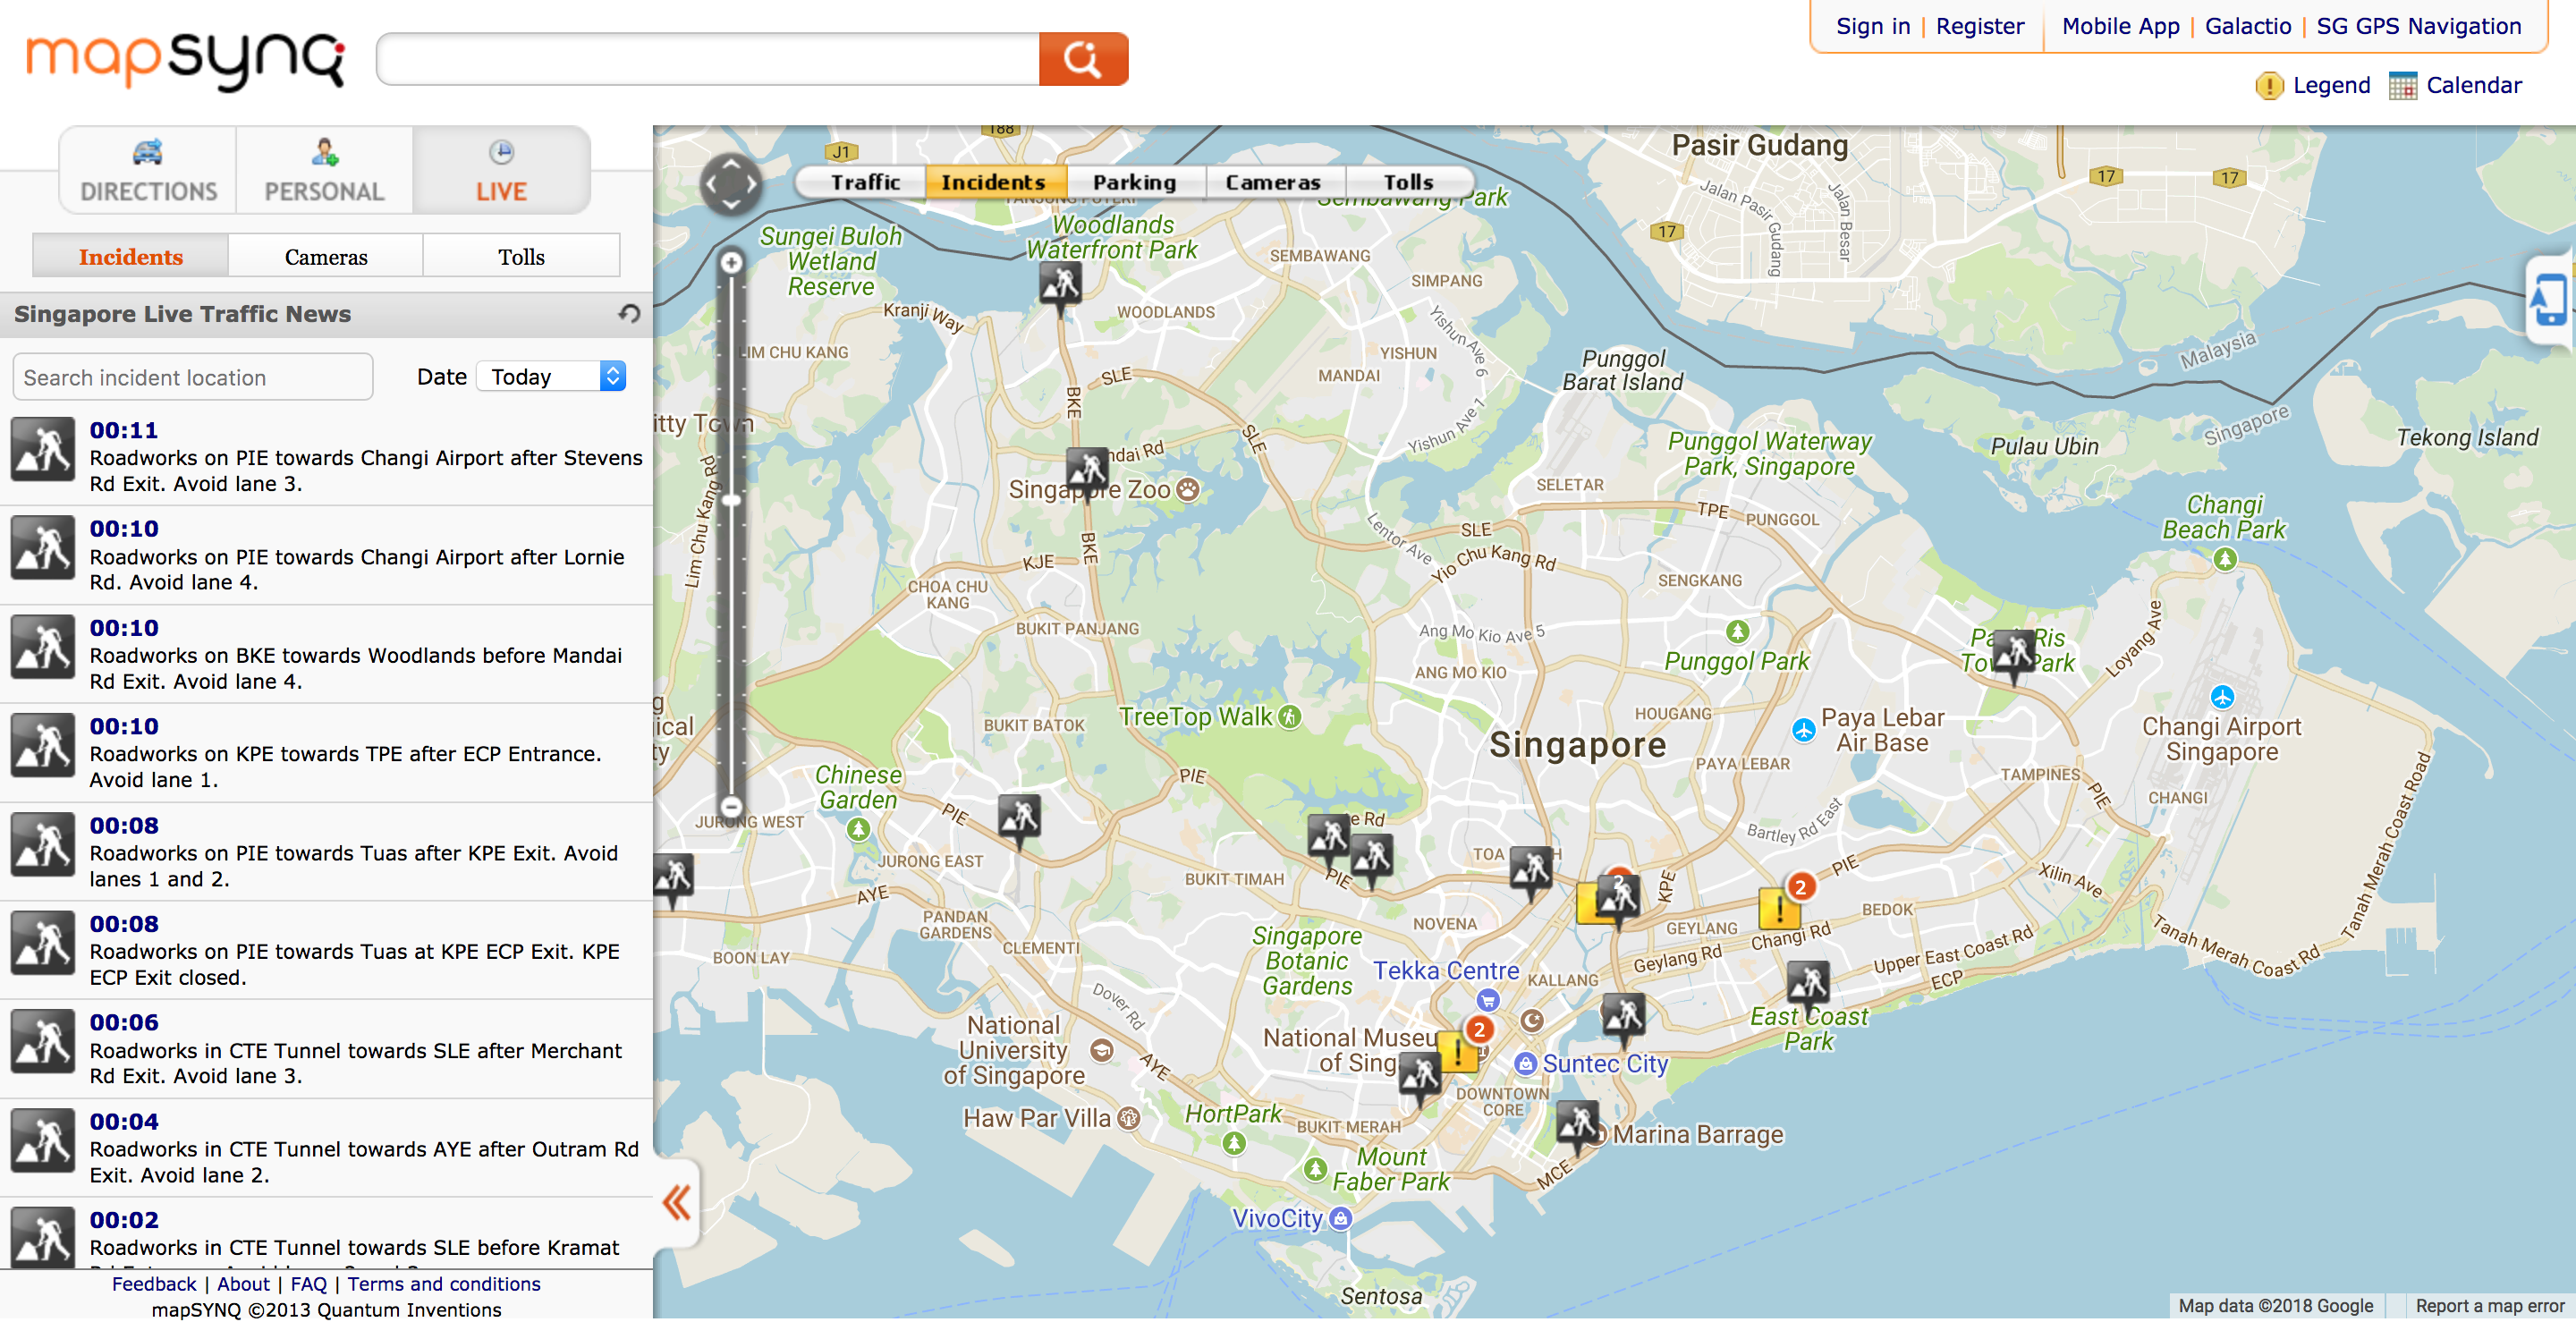 mapsynq
Sign in | Register
Mobile App | Galactio | SG GPS Navigation
Legend
Calendar
DIRECTIONS
PERSONAL
LIVE
Incidents
Cameras
Tolls
Singapore Live Traffic News
Search incident location
Date
Today
00:11
Roadworks on PIE towards Changi Airport after Stevens
Rd Exit. Avoid lane 3.
00:10
Roadworks on PIE towards Changi Airport after Lornie
Rd. Avoid lane 4.
00:10
Roadworks on BKE towards Woodlands before Mandai
Rd Exit. Avoid lane 4.
00:10
Roadworks on KPE towards TPE after ECP Entrance.
Avoid lane 1.
00:08
Roadworks on PIE towards Tuas after KPE Exit. Avoid
lanes 1 and 2.
00:08
Roadworks on PIE towards Tuas at KPE ECP Exit. KPE
ECP Exit closed.
00:06
Roadworks in CTE Tunnel towards SLE after Merchant
Rd Exit. Avoid lane 3.
00:04
Roadworks in CTE Tunnel towards AYE after Outram Rd
Exit. Avoid lane 2.
00:02
Roadworks in CTE Tunnel towards SLE before Kramat
Feedback | About | FAQ | Terms and conditions
mapSYNQ ©2013 Quantum Inventions
Traffic
Incidents
Parking
Cameras
Tolls
188
J1
Pasir Gudang
17
17
17
Jalan Pasir Gudang
Jalan Besar
Sembawang Park
Woodlands
Waterfront Park
Sungei Buloh
Wetland
Reserve
SEMBAWANG
SIMPANG
Kranji Way
WOODLANDS
LIM CHU KANG
YISHUN
Yishun Ave 6
MANDAI
Punggol
Barat Island
Malaysia
Singapore
SLE
BKE
SLE
Yishun Ave 1
Punggol Waterway
Park, Singapore
Pulau Ubin
Tekong Island
ndai Rd
Singapore Zoo
SELETAR
Lim Chu Kang Rd
TPE
PUNGGOL
Changi
Beach Park
SLE
Lentor Ave
Yio Chu Kang Rd
KJE
BKE
CHOA CHU
KANG
SENGKANG
BUKIT PANJANG
Ang Mo Kio Ave 5
ANG MO KIO
Punggol Park
Loyang Ave
BUKIT BATOK
TreeTop Walk
HOUGANG
Paya Lebar
Air Base
Changi Airport
Singapore
Singapore
PAYA LEBAR
TAMPINES
PIE
CHANGI
Chinese
Garden
PIE
PIE
JURONG WEST
Bartley Rd East
e Rd
JURONG EAST
BUKIT TIMAH
PIE
TOA
H
PIE
KPE
2
2
Xilin Ave
AYE
PANDAN
GARDENS
NOVENA
GEYLANG
Changi Rd
BEDOK
Tanah Merah Coast Road
CLEMENTI
Singapore
Botanic
Gardens
BOON LAY
Tekka Centre
KALLANG
Geylang Rd
Upper East Coast Rd
ECP
Tanah Merah Coast Rd
Dover Rd
East Coast
Park
National
University
of Singapore
National Museu
of Sing
2
Suntec City
AYE
DOWNTOWN
CORE
Haw Par Villa
HortPark
BUKIT MERAH
Marina Barrage
Mount
Faber Park
MCE
VivoCity
Sentosa
Map data ©2018 Google
Report a map error